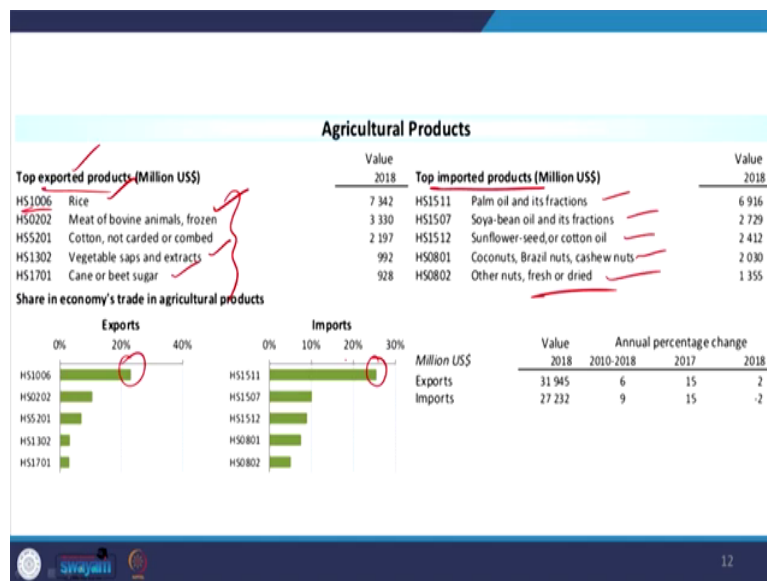 Agricultural Products
Value
Top exported products (Million US$) 2018
HS1006 Rice 7 342
HS0202 Meat of bovine animals, frozen 3 330
HS5201 Cotton, not carded or combed 2 197
HS1302 Vegetable saps and extracts 992
HS1701 Cane or beet sugar 928
Value
Top imported products (Million US$) 2018
HS1511 Palm oil and its fractions 6 916
HS1507 Soya-bean oil and its fractions 2 729
HS1512 Sunflower-seed,or cotton oil 2 412
HS0801 Coconuts, Brazil nuts, cashew nuts 2 030
HS0802 Other nuts, fresh or dried 1 355
Share in economy's trade in agricultural products
Exports
0% 20% 40%
HS1006
HS0202
HS5201
HS1302
HS1701
Imports
0% 10% 20% 30%
HS1511
HS1507
HS1512
HS0801
HS0802
Value Annual percentage change
Million US$ 2018 2010-2018 2017 2018
Exports 31 945 6 15 2
Imports 27 232 9 15 -2
swayam
12